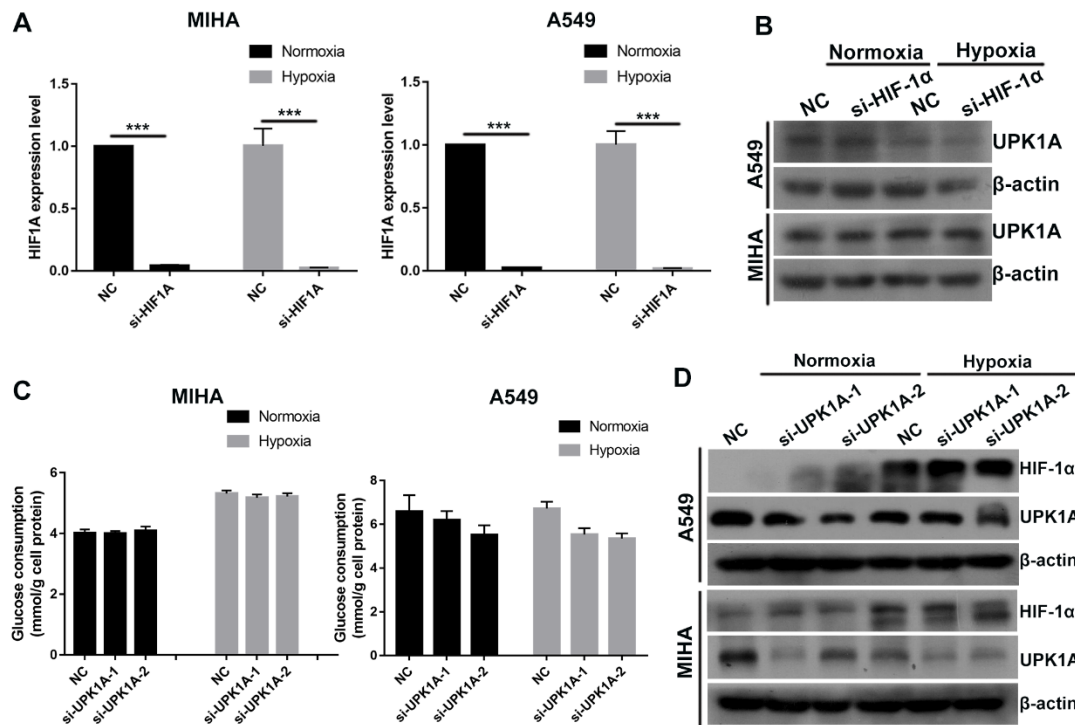 A
MIHA
Normoxia
Hypoxia
HIF1A expression level
1.5
1.0
0.5
0.0
NC
si-HIF1A
NC
si-HIF1A
***
***
A549
Normoxia
Hypoxia
HIF1A expression level
1.5
1.0
0.5
0.0
NC
si-HIF1A
NC
si-HIF1A
***
***
B
Normoxia
Hypoxia
NC
si-HIF-1α
NC
si-HIF-1α
A549
UPK1A
β-actin
MIHA
UPK1A
β-actin
C
MIHA
Normoxia
Hypoxia
Glucose consumption
(mmol/g cell protein)
6
4
2
0
NC
si-UPK1A-1
si-UPK1A-2
NC
si-UPK1A-1
si-UPK1A-2
A549
Normoxia
Hypoxia
Glucose consumption
(mmol/g cell protein)
8
6
4
2
0
NC
si-UPK1A-1
si-UPK1A-2
NC
si-UPK1A-1
si-UPK1A-2
D
Normoxia
Hypoxia
NC
si-UPK1A-1
si-UPK1A-2
NC
si-UPK1A-1
si-UPK1A-2
A549
HIF-1α
UPK1A
β-actin
MIHA
HIF-1α
UPK1A
β-actin